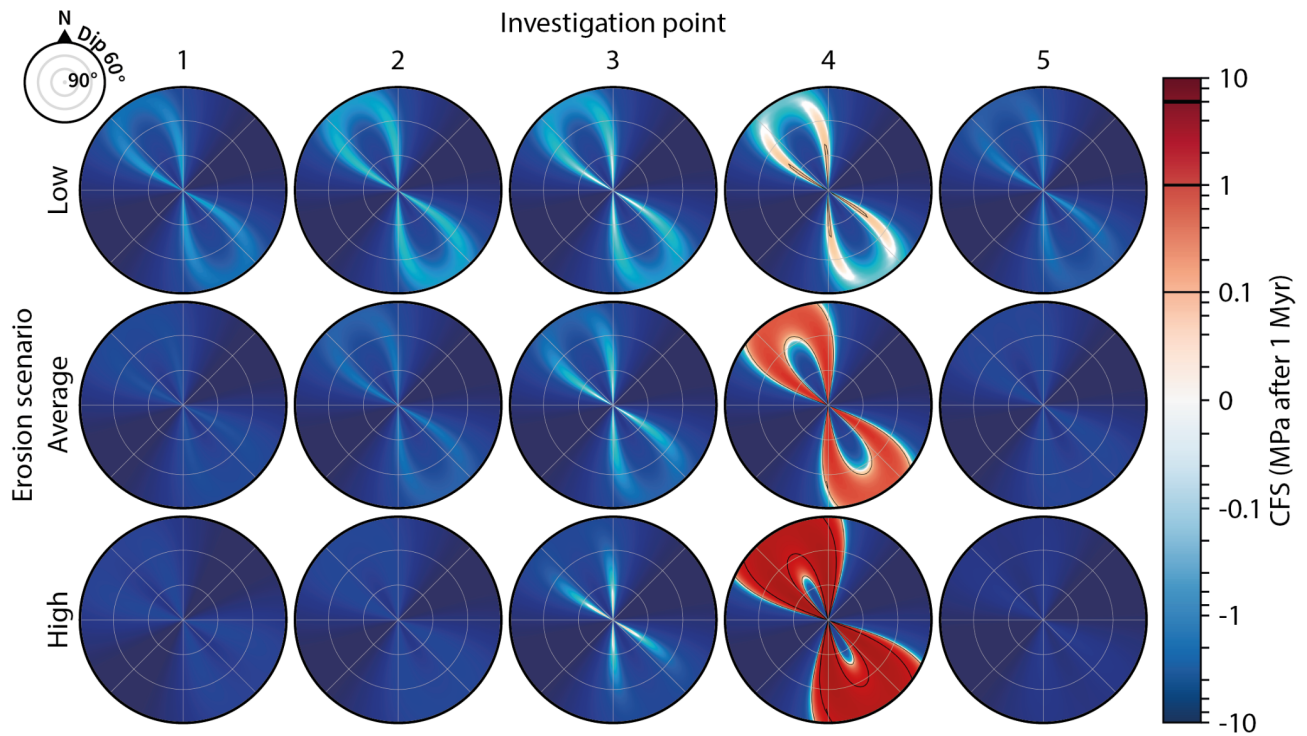 Investigation point
N
Dip 60°
90°
1 2 3 4 5
Low
Average
High
Erosion scenario
10
1
0.1
0
-0.1
-1
-10
CFS (MPa after 1 Myr)